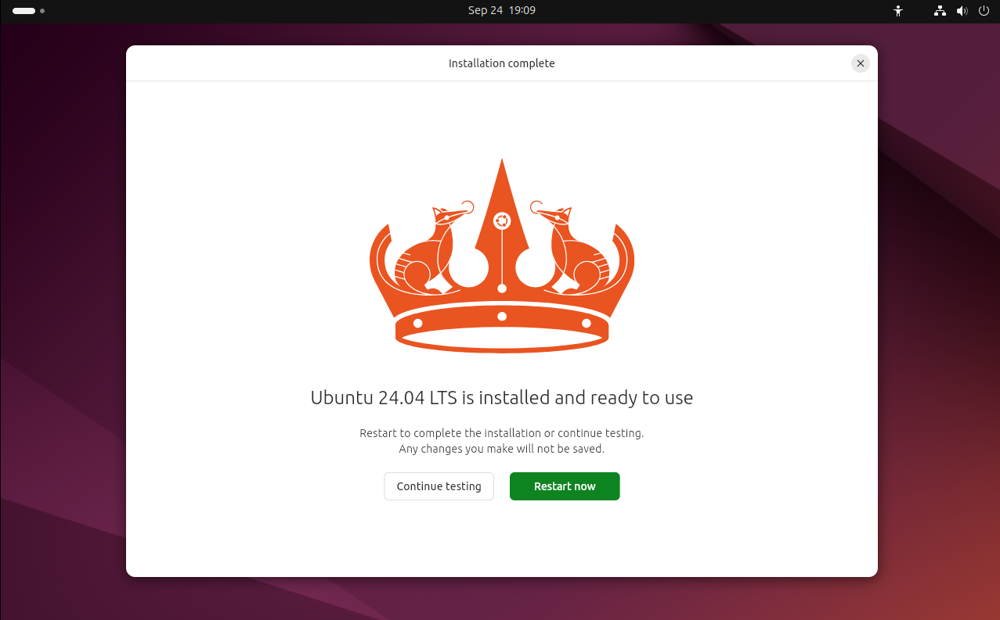 Sep 24 19:09
Installation complete
Ubuntu 24.04 LTS is installed and ready to use
Restart to complete the installation or continue testing.
Any changes you make will not be saved.
Continue testing
Restart now